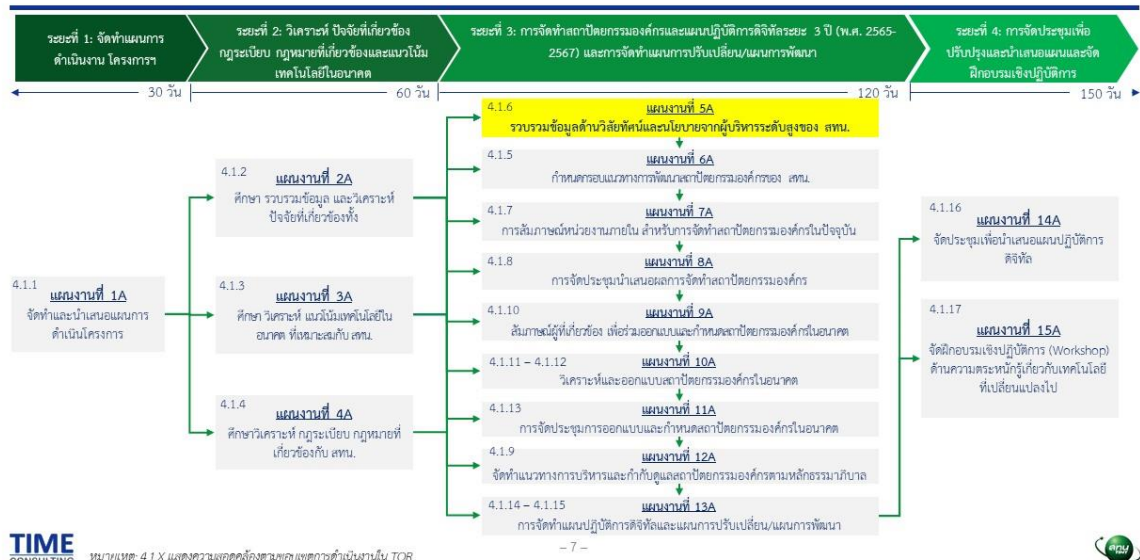 ระยะที่ 1: จัดทำแผนการ
ดำเนินงาน โครงการฯ
ระยะที่ 2: วิเคราะห์ ปัจจัยที่เกี่ยวข้อง
กฎระเบียบ กฎหมายที่เกี่ยวข้องและแนวโน้ม
เทคโนโลยีในอนาคต
ระยะที่ 3: การจัดทำสถาปัตยกรรมองค์กรและแผนปฏิบัติการดิจิทัลระยะ 3 ปี (พ.ศ. 2565-
2567) และการจัดทำแผนการปรับเปลี่ยน/แผนการพัฒนา
ระยะที่ 4: การจัดประชุมเพื่อ
ปรับปรุงและนำเสนอแผนและจัด
ฝึกอบรมเชิงปฏิบัติการ
30 วัน
60 วัน
120 วัน
150 วัน
4.1.1
แผนงานที่ 1A
จัดทำและนำเสนอแผนการ
ดำเนินโครงการ
4.1.2
แผนงานที่ 2A
ศึกษา รวบรวมข้อมูล และวิเคราะห์
ปัจจัยที่เกี่ยวข้องทั้ง
4.1.3
แผนงานที่ 3A
ศึกษา วิเคราะห์ แนวโน้มเทคโนโลยีใน
อนาคต ที่เหมาะสมกับ สทน.
4.1.4
แผนงานที่ 4A
ศึกษาวิเคราะห์ กฎระเบียบ กฎหมายที่
เกี่ยวข้องกับ สทน.
4.1.6
แผนงานที่ 5A
รวบรวมข้อมูลด้านวิสัยทัศน์และนโยบายจากผู้บริหารระดับสูงของ สทน.
4.1.5
แผนงานที่ 6A
กำหนดกรอบแนวทางการพัฒนาสถาปัตยกรรมองค์กรของ สทน.
4.1.7
แผนงานที่ 7A
การสัมภาษณ์หน่วยงานภายใน สำหรับการจัดทำสถาปัตยกรรมองค์กรในปัจจุบัน
4.1.8
แผนงานที่ 8A
การจัดประชุมนำเสนอผลการจัดทำสถาปัตยกรรมองค์กร
4.1.10
แผนงานที่ 9A
สัมภาษณ์ผู้ที่เกี่ยวข้อง เพื่อร่วมออกแบบและกำหนดสถาปัตยกรรมองค์กรในอนาคต
4.1.11 – 4.1.12
แผนงานที่ 10A
วิเคราะห์และออกแบบสถาปัตยกรรมองค์กรในอนาคต
4.1.13
แผนงานที่ 11A
การจัดประชุมการออกแบบและกำหนดสถาปัตยกรรมองค์กรในอนาคต
4.1.9
แผนงานที่ 12A
จัดทำแนวทางการบริหารและกำกับดูแลสถาปัตยกรรมองค์กรตามหลักธรรมาภิบาล
4.1.14 – 4.1.15
แผนงานที่ 13A
การจัดทำแผนปฏิบัติการดิจิทัลและแผนการปรับเปลี่ยน/แผนการพัฒนา
4.1.16
แผนงานที่ 14A
จัดประชุมเพื่อนำเสนอแผนปฏิบัติการ
ดิจิทัล
4.1.17
แผนงานที่ 15A
จัดฝึกอบรมเชิงปฏิบัติการ (Workshop)
ด้านความตระหนักรู้เกี่ยวกับเทคโนโลยี
ที่เปลี่ยนแปลงไป
TIME
CONSULTING
หมายเหตุ: 4.1.X แสดงความสอดคล้องตามขอบเขตการดำเนินงานใน TOR
– 7 –
สทน